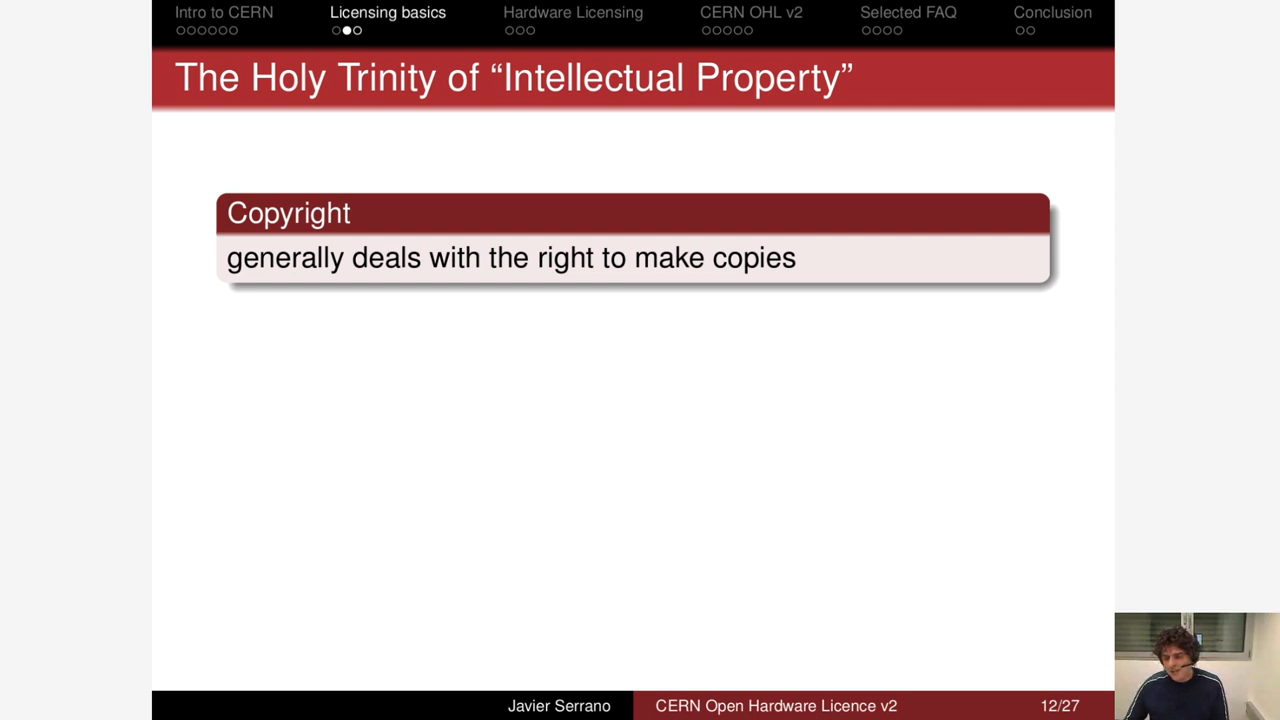 Intro to CERN Licensing basics Hardware Licensing CERN OHL v2 Selected FAQ Conclusion
The Holy Trinity of “Intellectual Property”
Copyright
generally deals with the right to make copies
Javier Serrano CERN Open Hardware Licence v2 12/27